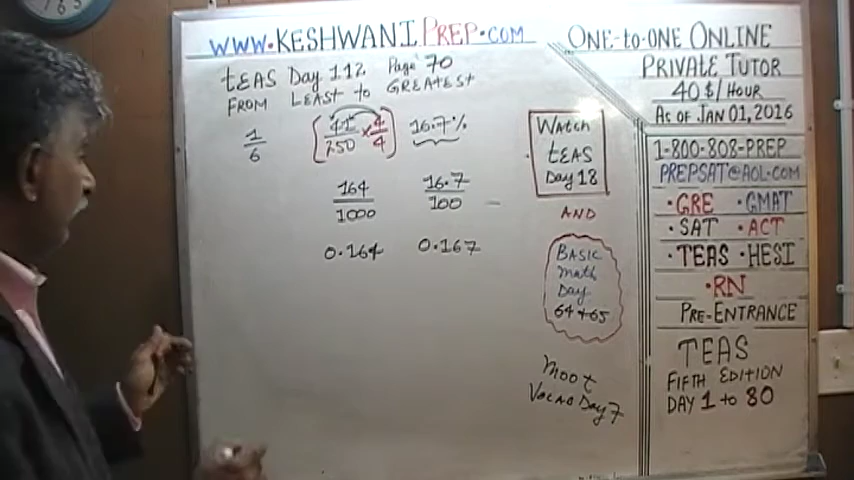 WWW.KESHWANIPREP.COM
TEAS Day 112 Page 70
FROM LEAST to GREATEST
1/6
[41/250 x 4/4]
16.7%
164/1000
16.7/100
0.164
0.167
WATCH
TEAS
Day 18
AND
BASIC
Math
Day
64+65
MOOT
VOCAB Day 7
ONE-to-ONE ONLINE
PRIVATE TUTOR
40$/HOUR
AS OF JAN 01, 2016
1-800-808-PREP
PREPSAT@AOL.COM
•GRE •GMAT
•SAT •ACT
•TEAS •HESI
•RN
PRE-ENTRANCE
TEAS
FIFTH EDITION
DAY 1 to 80